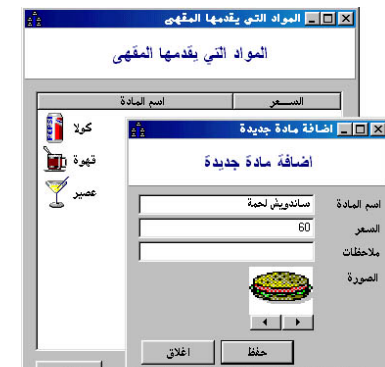 المواد التي يقدمها المقهى
المواد التي يقدمها المقهى
اسم المادة
السـعر
كولا
قهوة
عصير
اضافة مادة جديدة
اضافة مادة جديدة
اسم المادة ساندويش لحمة
السعر 60
ملاحظات
الصورة
حفظ اغلاق